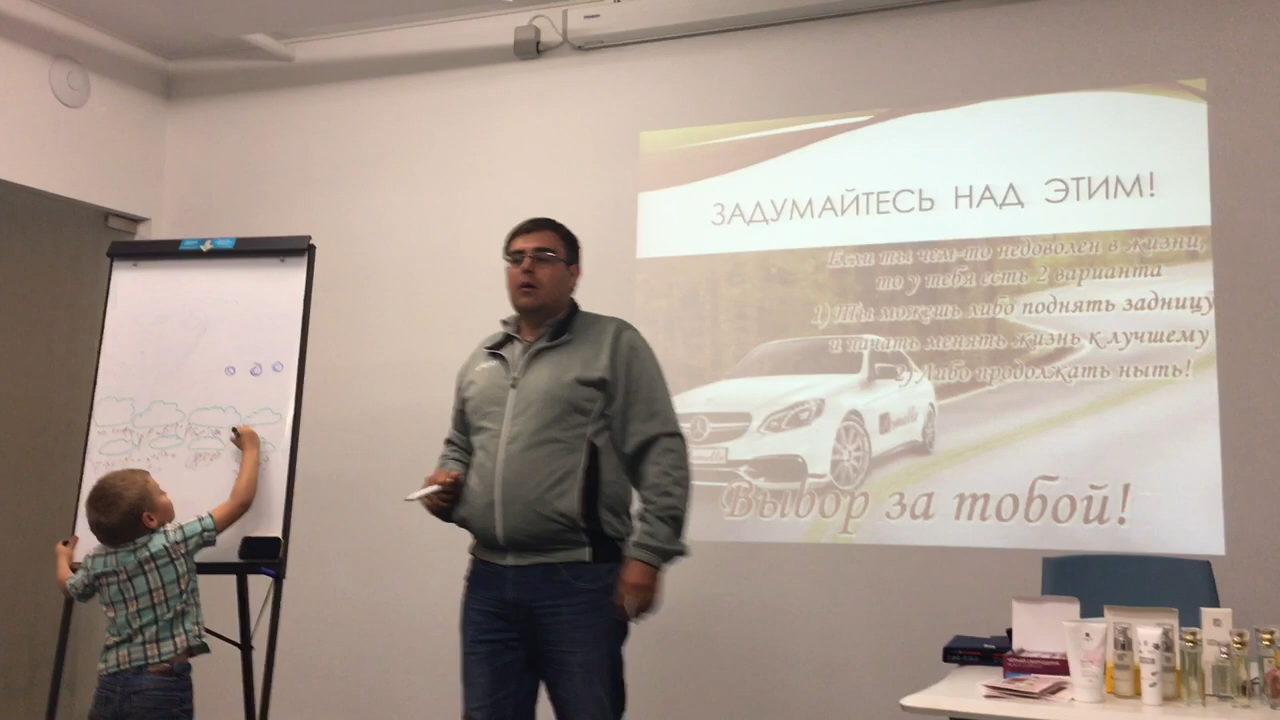 ЗАДУМАЙТЕСЬ НАД ЭТИМ!
Если ты чем-то недоволен в жизни,
то у тебя есть 2 варианта
1) Ты можешь либо поднять задницу
и начать менять жизнь к лучшему
2) Либо продолжать ныть!
Выбор за тобой!